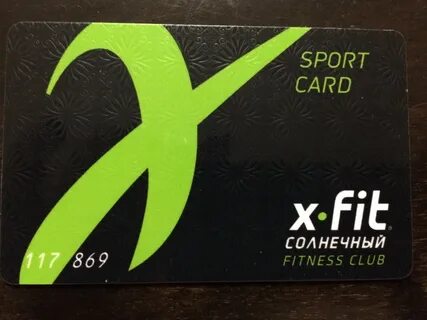 SPORT
CARD
x·fit
СОЛНЕЧНЫЙ
FITNESS CLUB
117 869